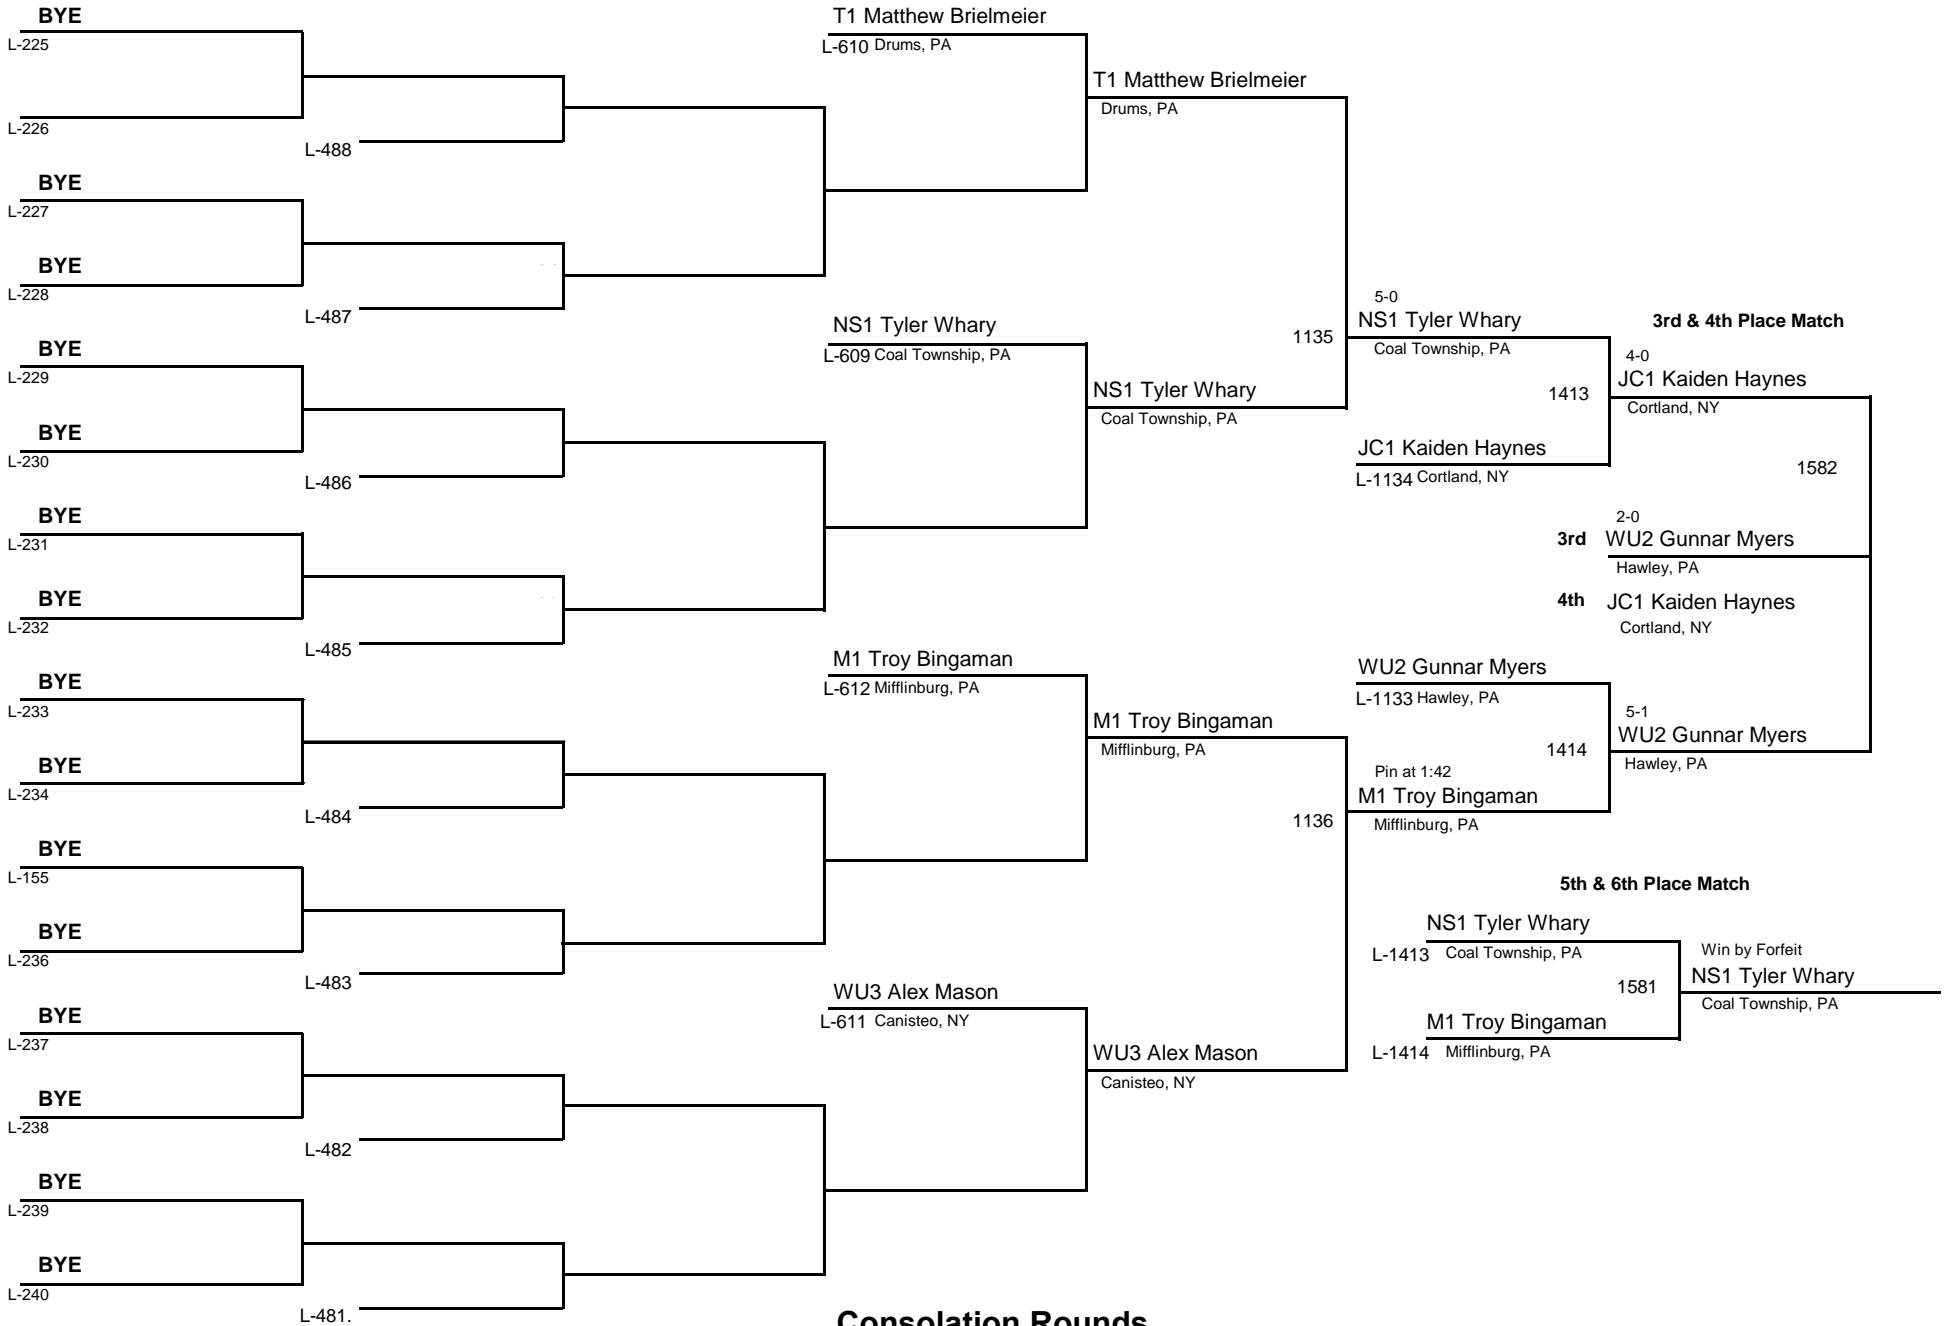 BYE
L-225
L-226
L-488
BYE
L-227
BYE
L-228
L-487
BYE
L-229
BYE
L-230
L-486
BYE
L-231
BYE
L-232
L-485
BYE
L-233
BYE
L-234
L-484
BYE
L-155
BYE
L-236
L-483
BYE
L-237
BYE
L-238
L-482
BYE
L-239
BYE
L-240
L-481.
T1 Matthew Brielmeier
L-610 Drums, PA
NS1 Tyler Whary
L-609 Coal Township, PA
M1 Troy Bingaman
L-612 Mifflinburg, PA
WU3 Alex Mason
L-611 Canisteo, NY
T1 Matthew Brielmeier
Drums, PA
1135
NS1 Tyler Whary
Coal Township, PA
M1 Troy Bingaman
Mifflinburg, PA
1136
WU3 Alex Mason
Canisteo, NY
5-0
NS1 Tyler Whary
Coal Township, PA
1413
JC1 Kaiden Haynes
L-1134 Cortland, NY
WU2 Gunnar Myers
L-1133 Hawley, PA
1414
Pin at 1:42
M1 Troy Bingaman
Mifflinburg, PA
3rd & 4th Place Match
4-0
JC1 Kaiden Haynes
Cortland, NY
1582
2-0
3rd WU2 Gunnar Myers
Hawley, PA
4th JC1 Kaiden Haynes
Cortland, NY
5-1
WU2 Gunnar Myers
Hawley, PA
5th & 6th Place Match
NS1 Tyler Whary
L-1413 Coal Township, PA
1581
M1 Troy Bingaman
L-1414 Mifflinburg, PA
Win by Forfeit
NS1 Tyler Whary
Coal Township, PA
Consolation Rounds